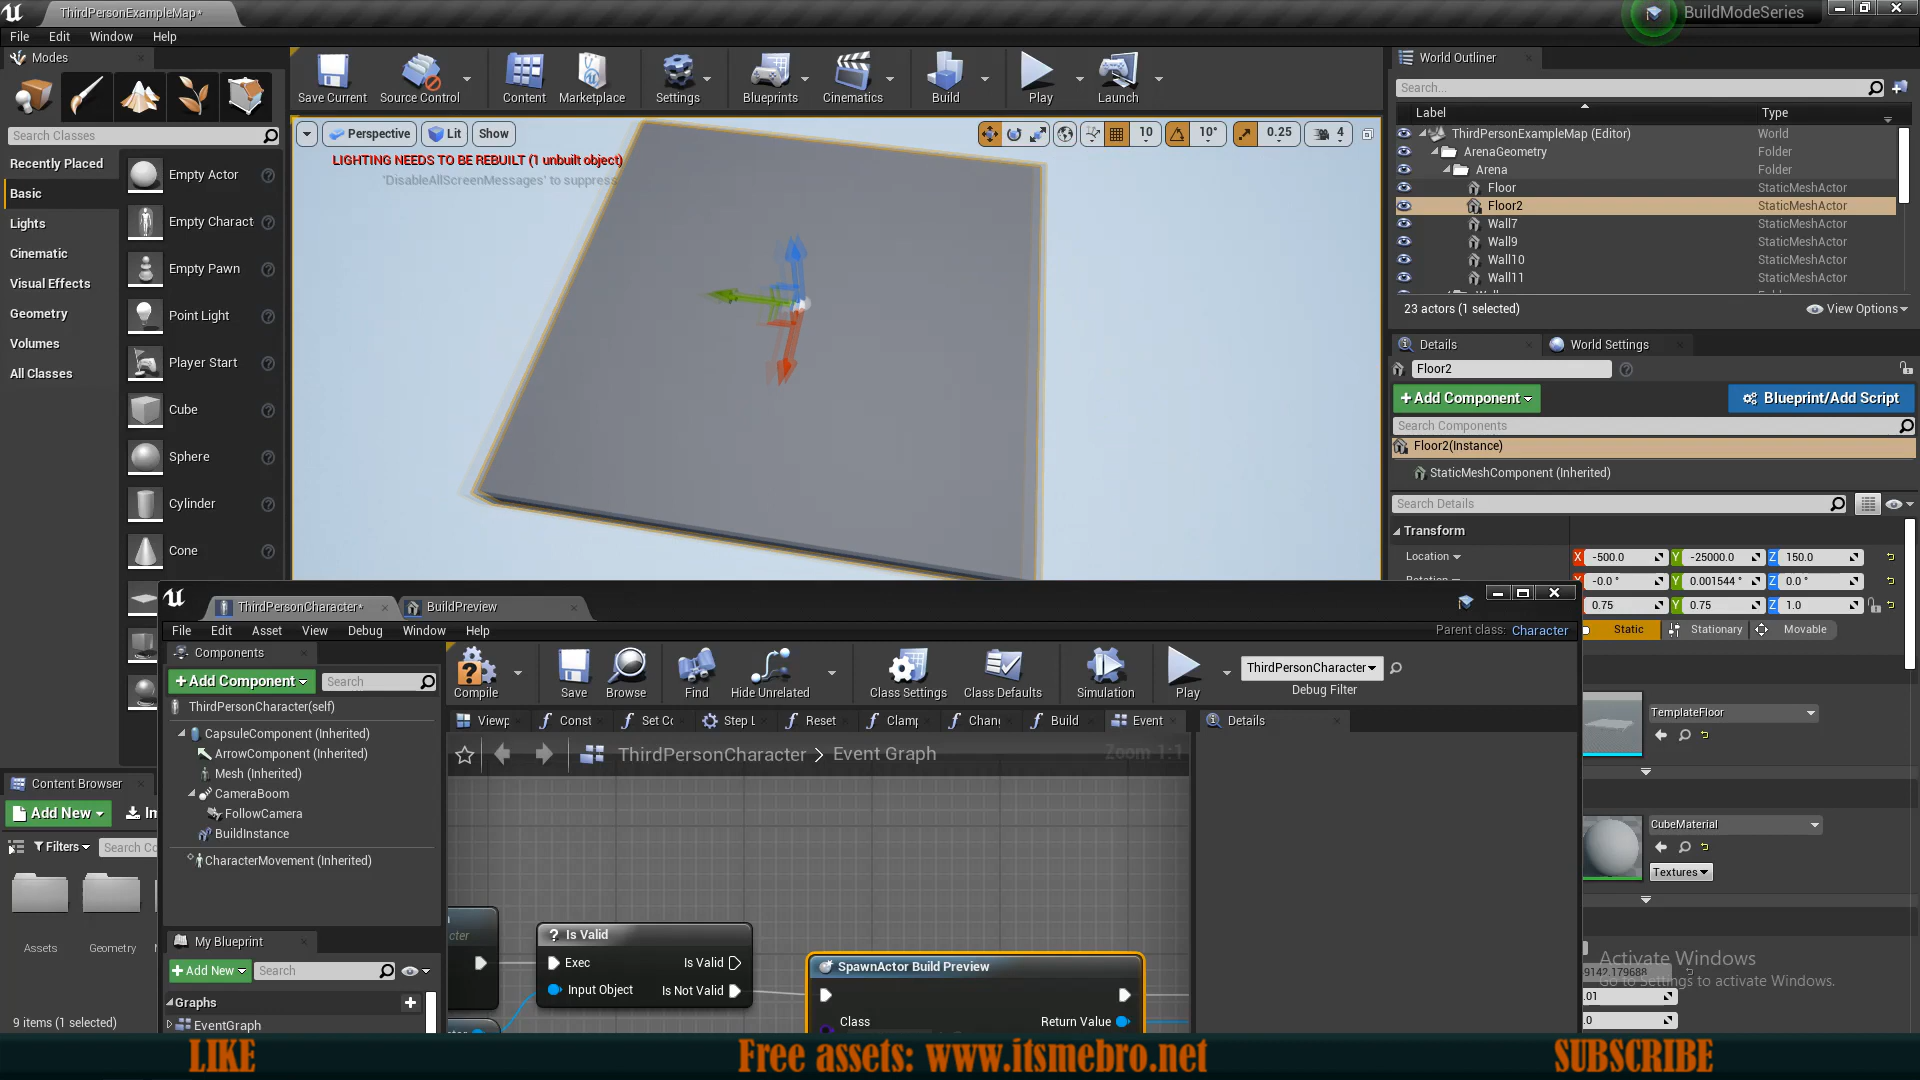 ThirdPersonExampleMap*
BuildModeSeries
File Edit Window Help
Modes
Search Classes
Recently Placed
Basic
Lights
Cinematic
Visual Effects
Geometry
Volumes
All Classes
Empty Actor
Empty Charact
Empty Pawn
Point Light
Player Start
Cube
Sphere
Cylinder
Cone
Save Current
Source Control
Content
Marketplace
Settings
Blueprints
Cinematics
Build
Play
Launch
Perspective
Lit
Show
10
10°
0.25
4
LIGHTING NEEDS TO BE REBUILT (1 unbuilt object)
'DisableAllScreenMessages' to suppress
World Outliner
Search...
Label Type
ThirdPersonExampleMap (Editor) World
ArenaGeometry Folder
Arena Folder
Floor StaticMeshActor
Floor2 StaticMeshActor
Wall7 StaticMeshActor
Wall9 StaticMeshActor
Wall10 StaticMeshActor
Wall11 StaticMeshActor
23 actors (1 selected)
View Options
Details
World Settings
Floor2
+Add Component
Blueprint/Add Script
Search Components
Floor2(Instance)
StaticMeshComponent (Inherited)
Search Details
Transform
Location X -500.0 Y -25000.0 Z 150.0
-0.0 ° Y 0.001544 ° Z 0.0 °
0.75 Y 0.75 Z 1.0
Static
Stationary
Movable
TemplateFloor
CubeMaterial
Textures
9142.179688
.01
.0
Activate Windows
Go to Settings to activate Windows.
Content Browser
Add New
Im
Filters
Search Co
Assets
Geometry
9 items (1 selected)
ThirdPersonCharacter*
BuildPreview
File Edit Asset View Debug Window Help
Parent class: Character
Components
+Add Component
Search
ThirdPersonCharacter(self)
CapsuleComponent (Inherited)
ArrowComponent (Inherited)
Mesh (Inherited)
CameraBoom
FollowCamera
BuildInstance
CharacterMovement (Inherited)
My Blueprint
+Add New
Search
Graphs
EventGraph
Compile
Save
Browse
Find
Hide Unrelated
Class Settings
Class Defaults
Simulation
Play
ThirdPersonCharacter
Debug Filter
Viewp
Const
Set Co
Step L
Reset
Clamp
Chang
Build
Event
Details
ThirdPersonCharacter > Event Graph
Zoom 1:1
cter
? Is Valid
Exec Is Valid
Input Object Is Not Valid
SpawnActor Build Preview
Class Return Value
LIKE
Free assets: www.itsmebro.net
SUBSCRIBE